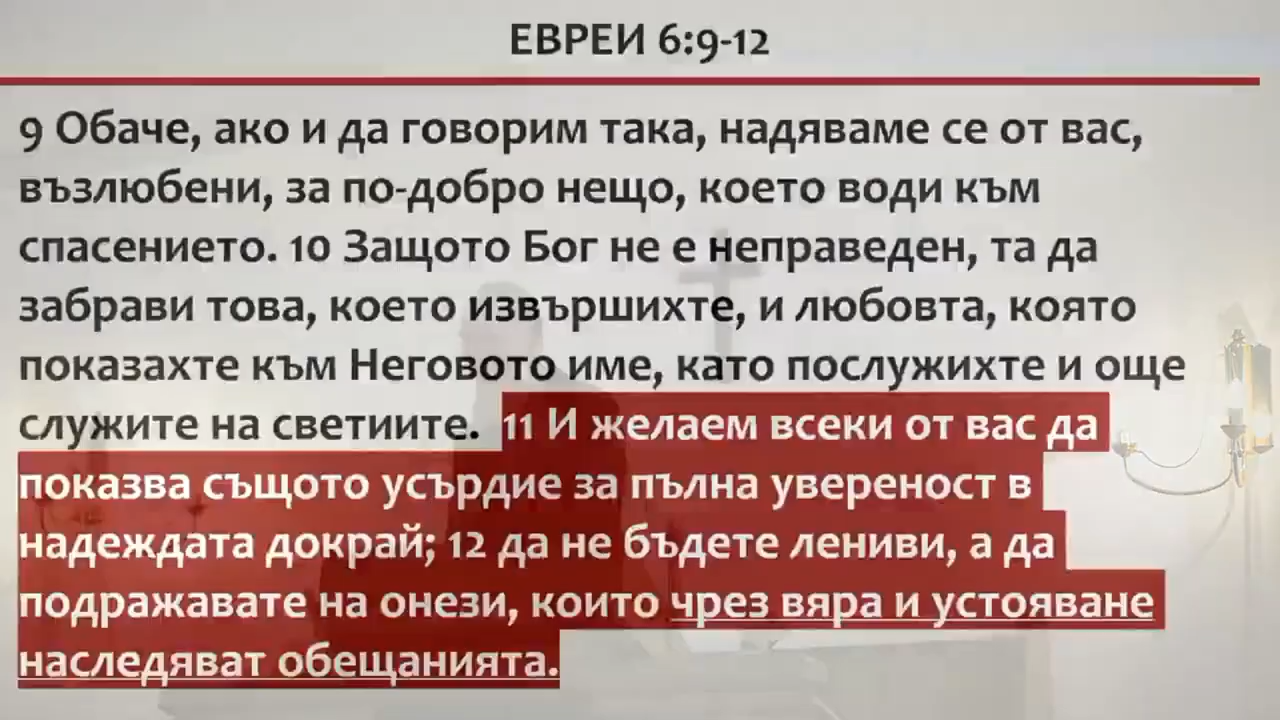 ЕВРЕИ 6:9-12
9 Обаче, ако и да говорим така, надяваме се от вас,
възлюбени, за по-добро нещо, което води към
спасението. 10 Защото Бог не е неправеден, та да
забрави това, което извършихте, и любовта, която
показахте към Неговото име, като послужихте и още
служите на светиите. 11 И желаем всеки от вас да
показва същото усърдие за пълна увереност в
надеждата докрай; 12 да не бъдете лениви, а да
подражавате на онези, които чрез вяра и устояване
наследяват обещанията.